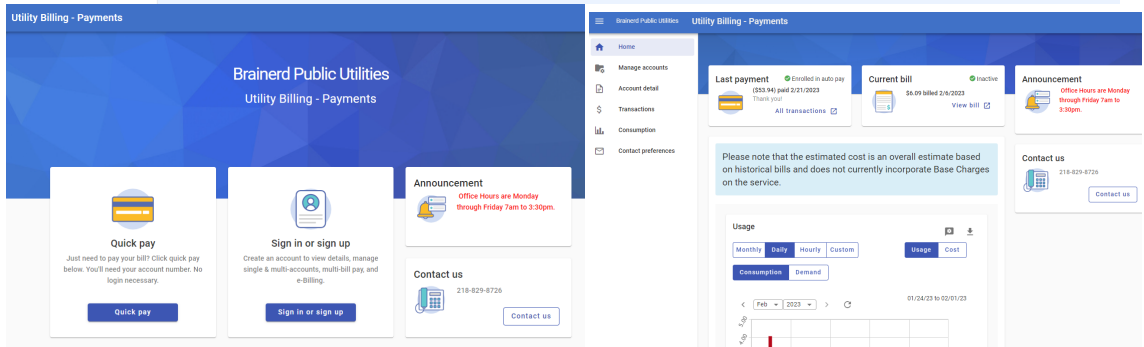 Utility Billing - Payments
Brainerd Public Utilities
Utility Billing - Payments
Quick pay
Just need to pay your bill? Click quick pay
below. You'll need your account number. No
login necessary.
Quick pay
Sign in or sign up
Create an account to view details, manage
single & multi-accounts, multi-bill pay, and
e-Billing.
Sign in or sign up
Announcement
Office Hours are Monday
through Friday 7am to 3:30pm.
Contact us
218-829-8726
Contact us
Brainerd Public Utilities
Utility Billing - Payments
Home
Manage accounts
Account detail
Transactions
Consumption
Contact preferences
Last payment
Enrolled in auto pay
($53.94) paid 2/21/2023
Thank you!
All transactions
Current bill
Inactive
$6.09 billed 2/6/2023
View bill
Announcement
Office Hours are Monday
through Friday 7am to
3:30pm.
Contact us
218-829-8726
Contact us
Please note that the estimated cost is an overall estimate based
on historical bills and does not currently incorporate Base Charges
on the service.
Usage
Monthly Daily Hourly Custom
Usage Cost
Consumption Demand
Feb 2023
01/24/23 to 02/01/23
5.00
4.00